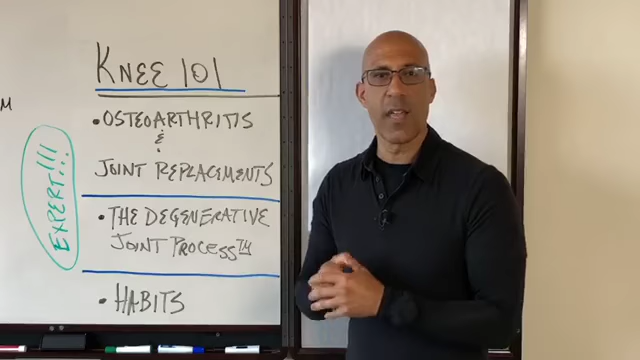 KNEE 101
• OSTEOARTHRITIS
&
JOINT REPLACEMENTS
• THE DEGENERATIVE
JOINT PROCESS™
• HABITS
EXPERT!!!
M